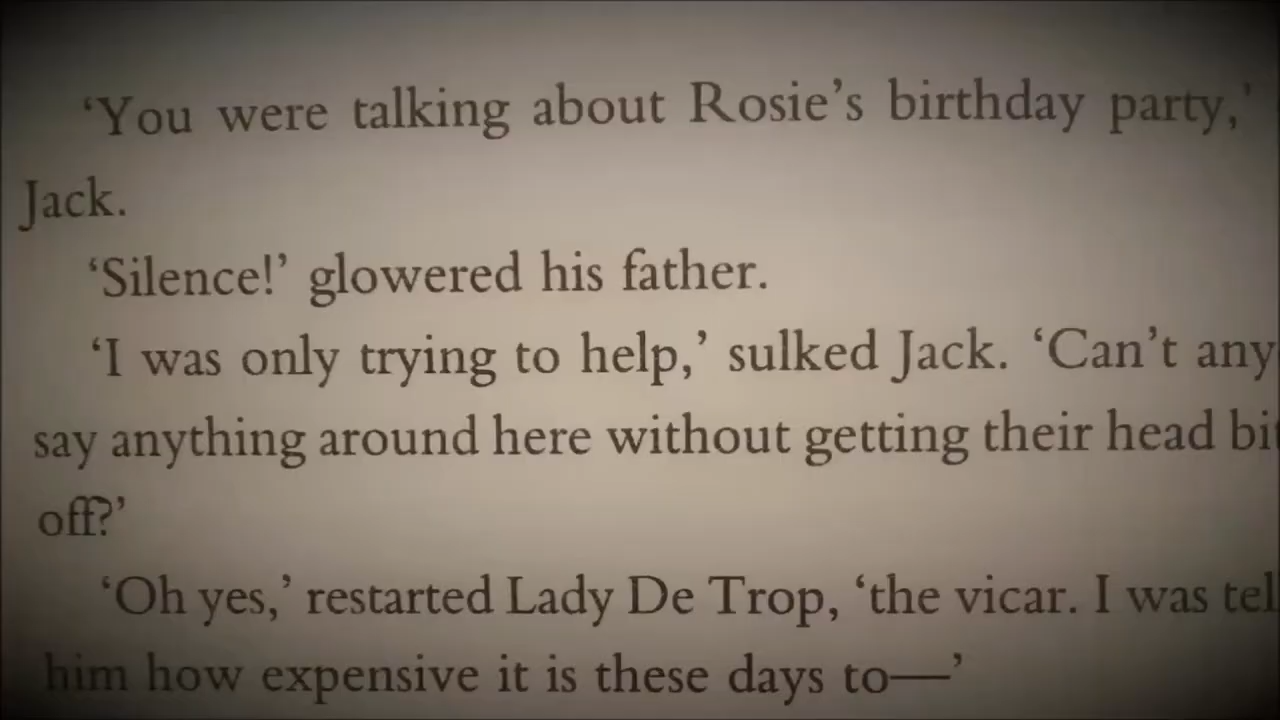 ‘You were talking about Rosie’s birthday party,’
Jack.
‘Silence!’ glowered his father.
‘I was only trying to help,’ sulked Jack. ‘Can’t any
say anything around here without getting their head bi
off?’
‘Oh yes,’ restarted Lady De Trop, ‘the vicar. I was tel
him how expensive it is these days to—’